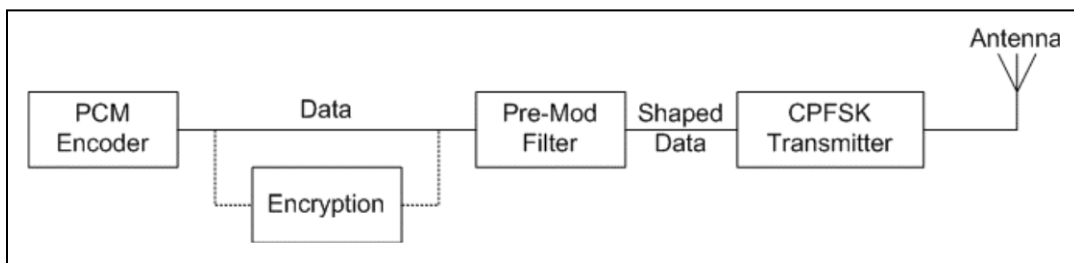 Antenna
PCM
Encoder
Data
Pre-Mod
Filter
Shaped
Data
CPFSK
Transmitter
Encryption